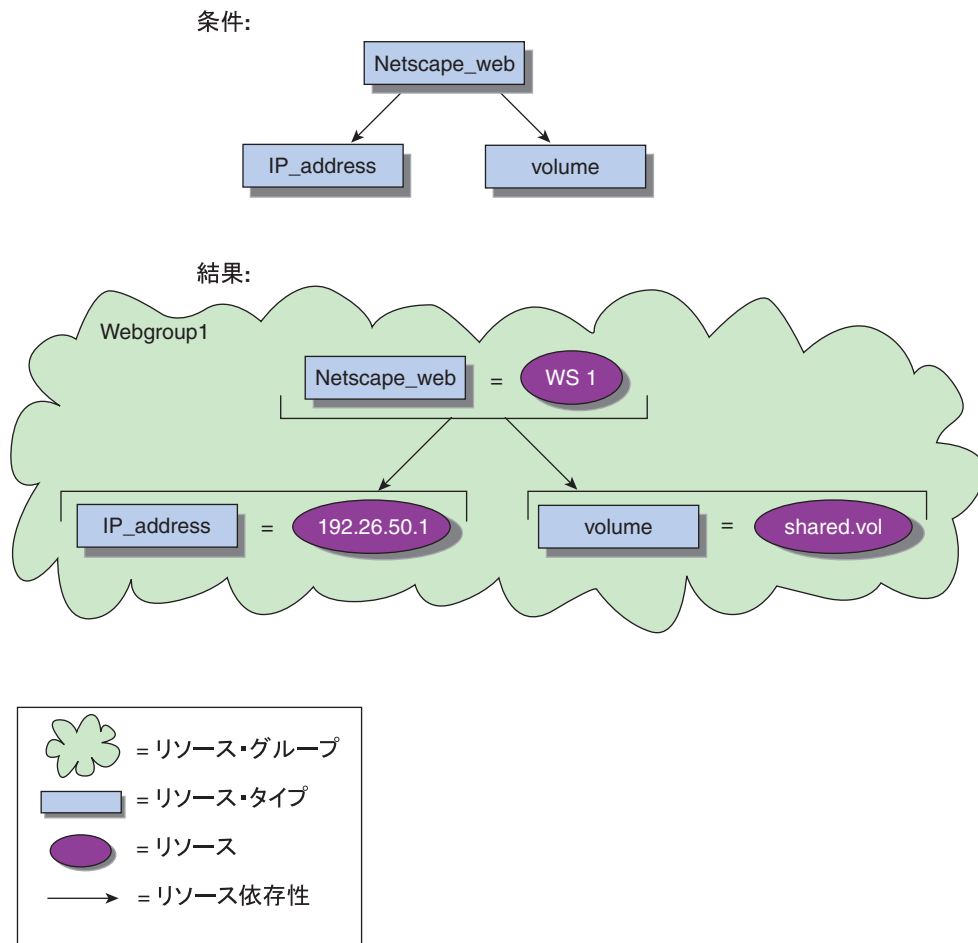 条件:
Netscape_web
IP_address
volume
結果:
Webgroup1
Netscape_web = WS 1
IP_address = 192.26.50.1
volume = shared.vol
= リソース・グループ
= リソース・タイプ
= リソース
= リソース依存性